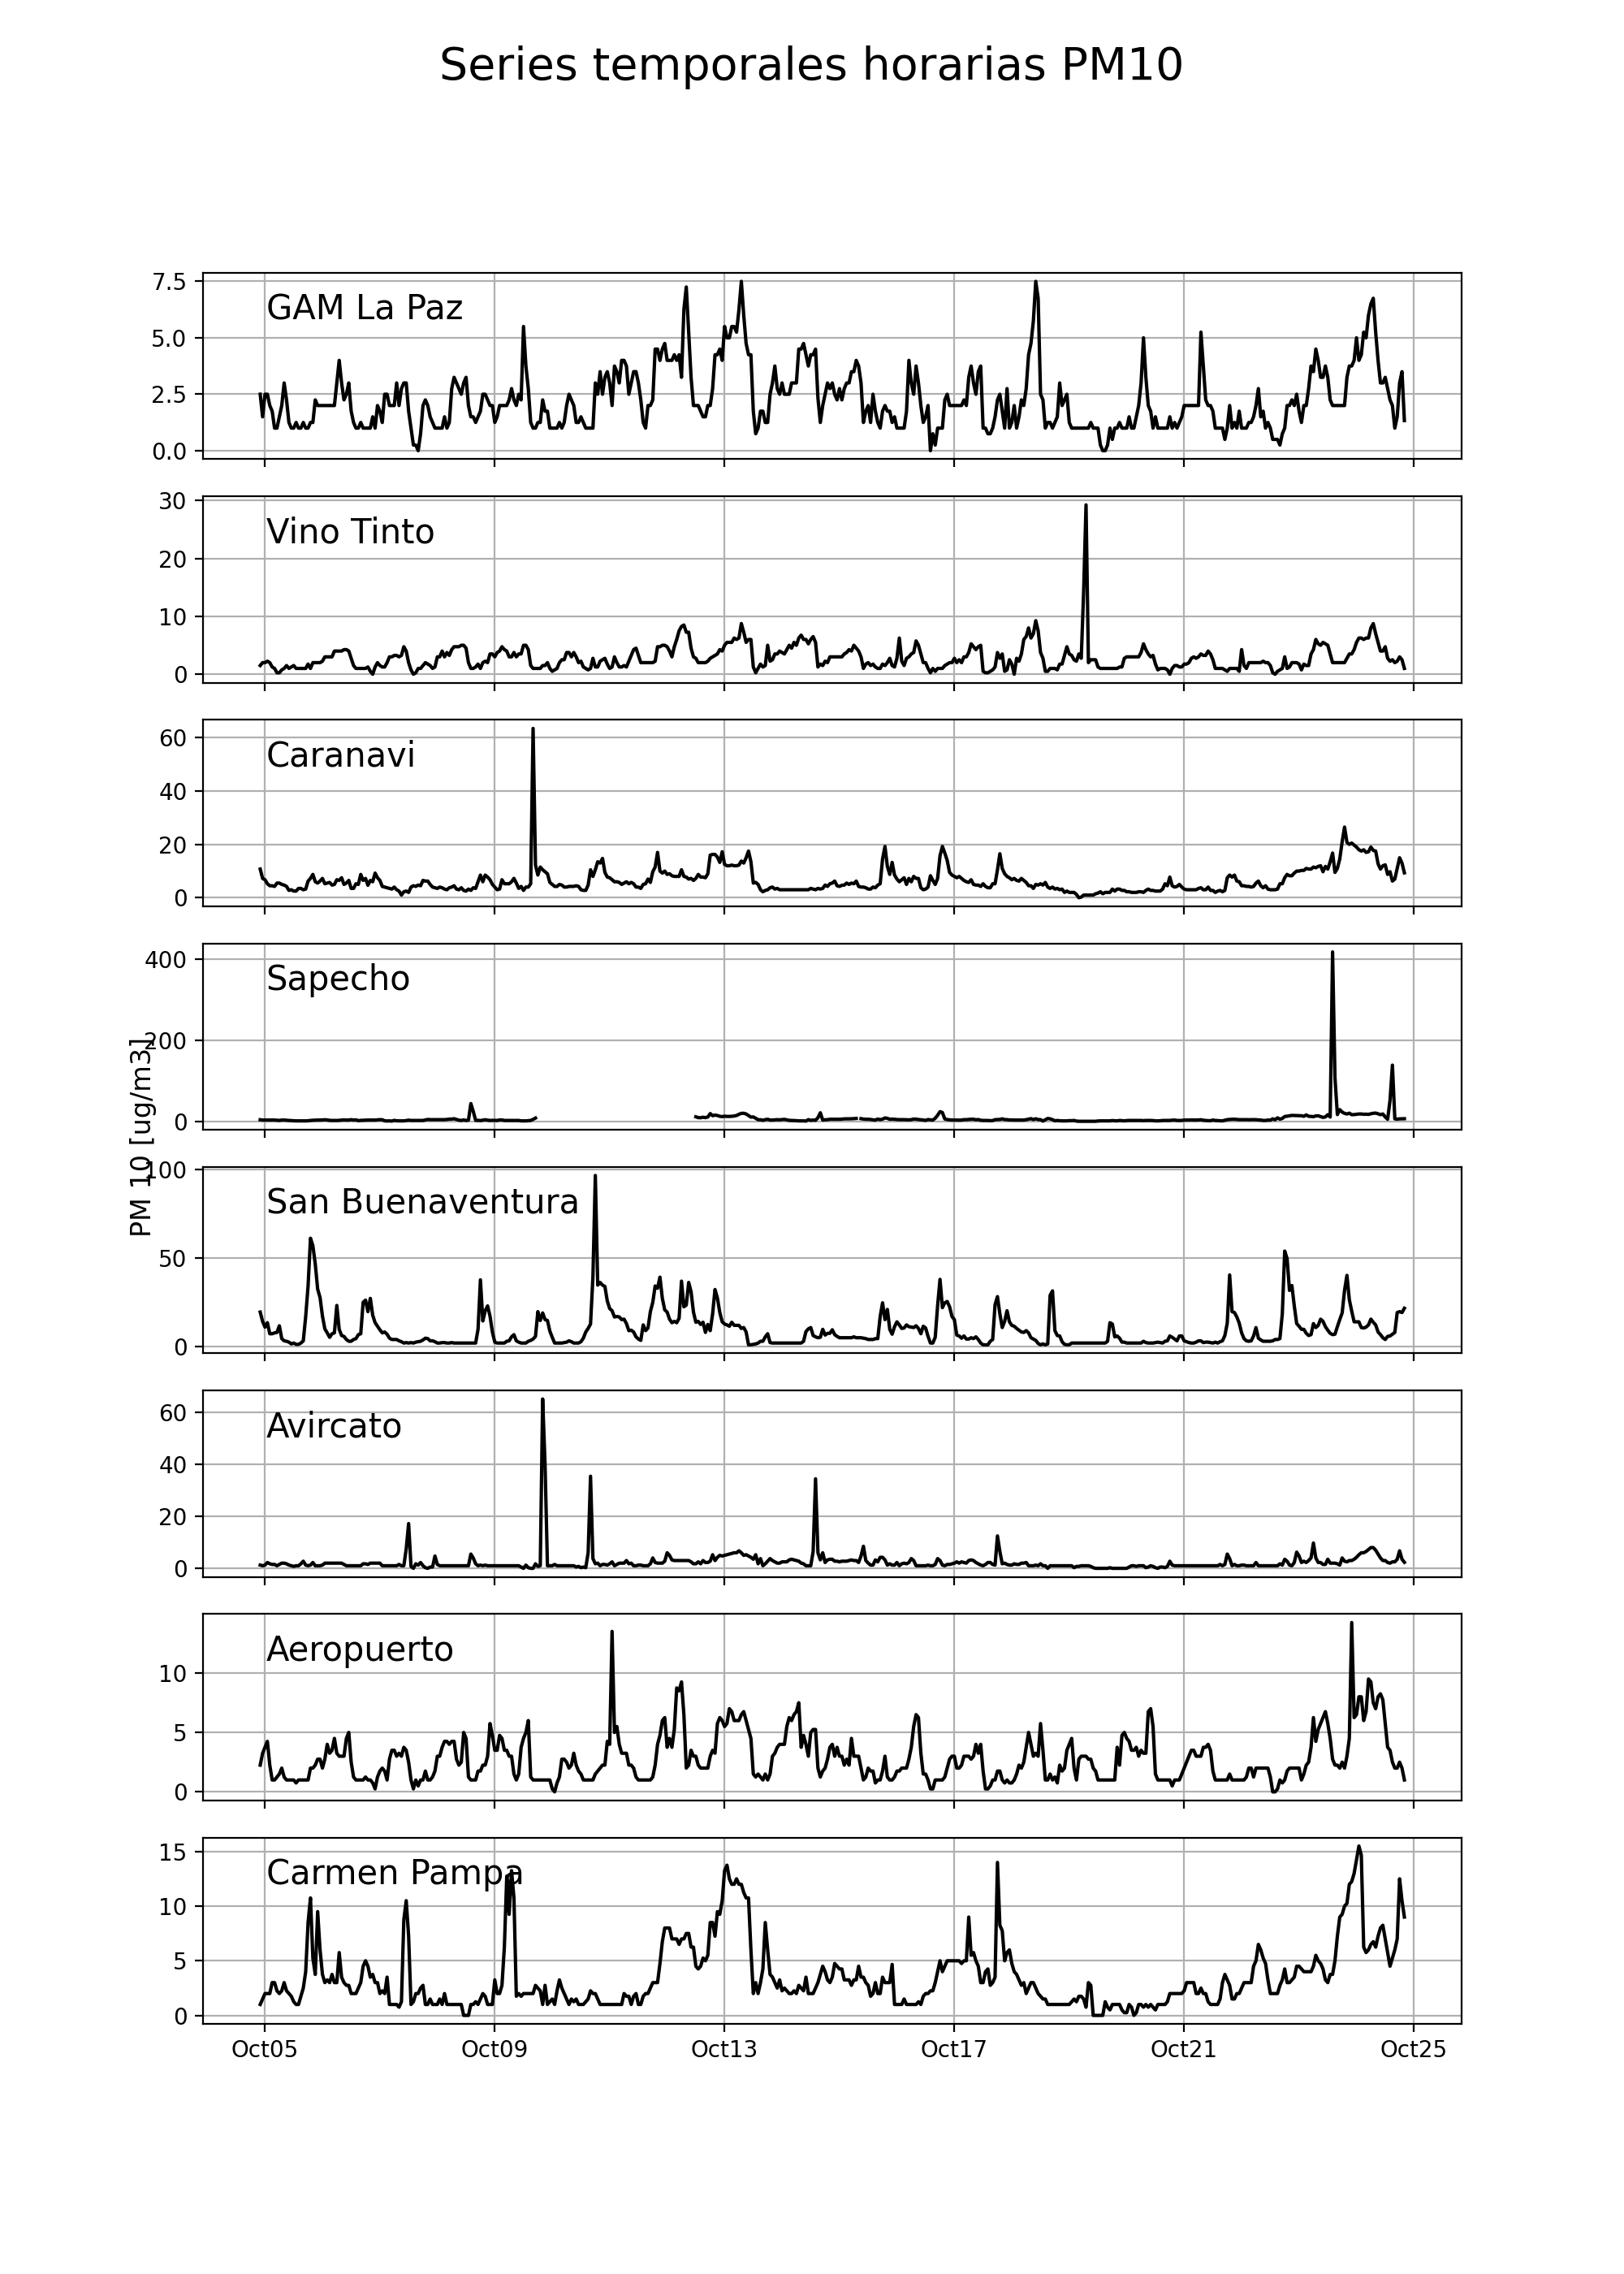 Series temporales horarias PM10
7.5
GAM La Paz
5.0
2.5
0.0
30
Vino Tinto
20
10
0
60
Caranavi
40
20
0
400
Sapecho
200
0
PM 10 [ug/m3]
100
San Buenaventura
50
0
60
Avircato
40
20
0
Aeropuerto
10
5
0
15
Carmen Pampa
10
5
0
Oct05 Oct09 Oct13 Oct17 Oct21 Oct25